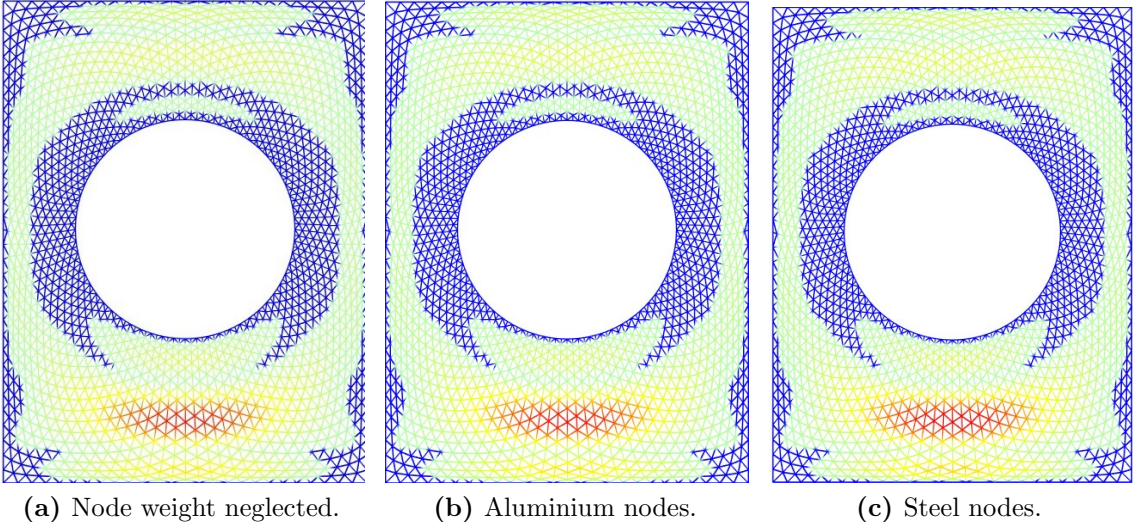 (a) Node weight neglected.
(b) Aluminium nodes.
(c) Steel nodes.